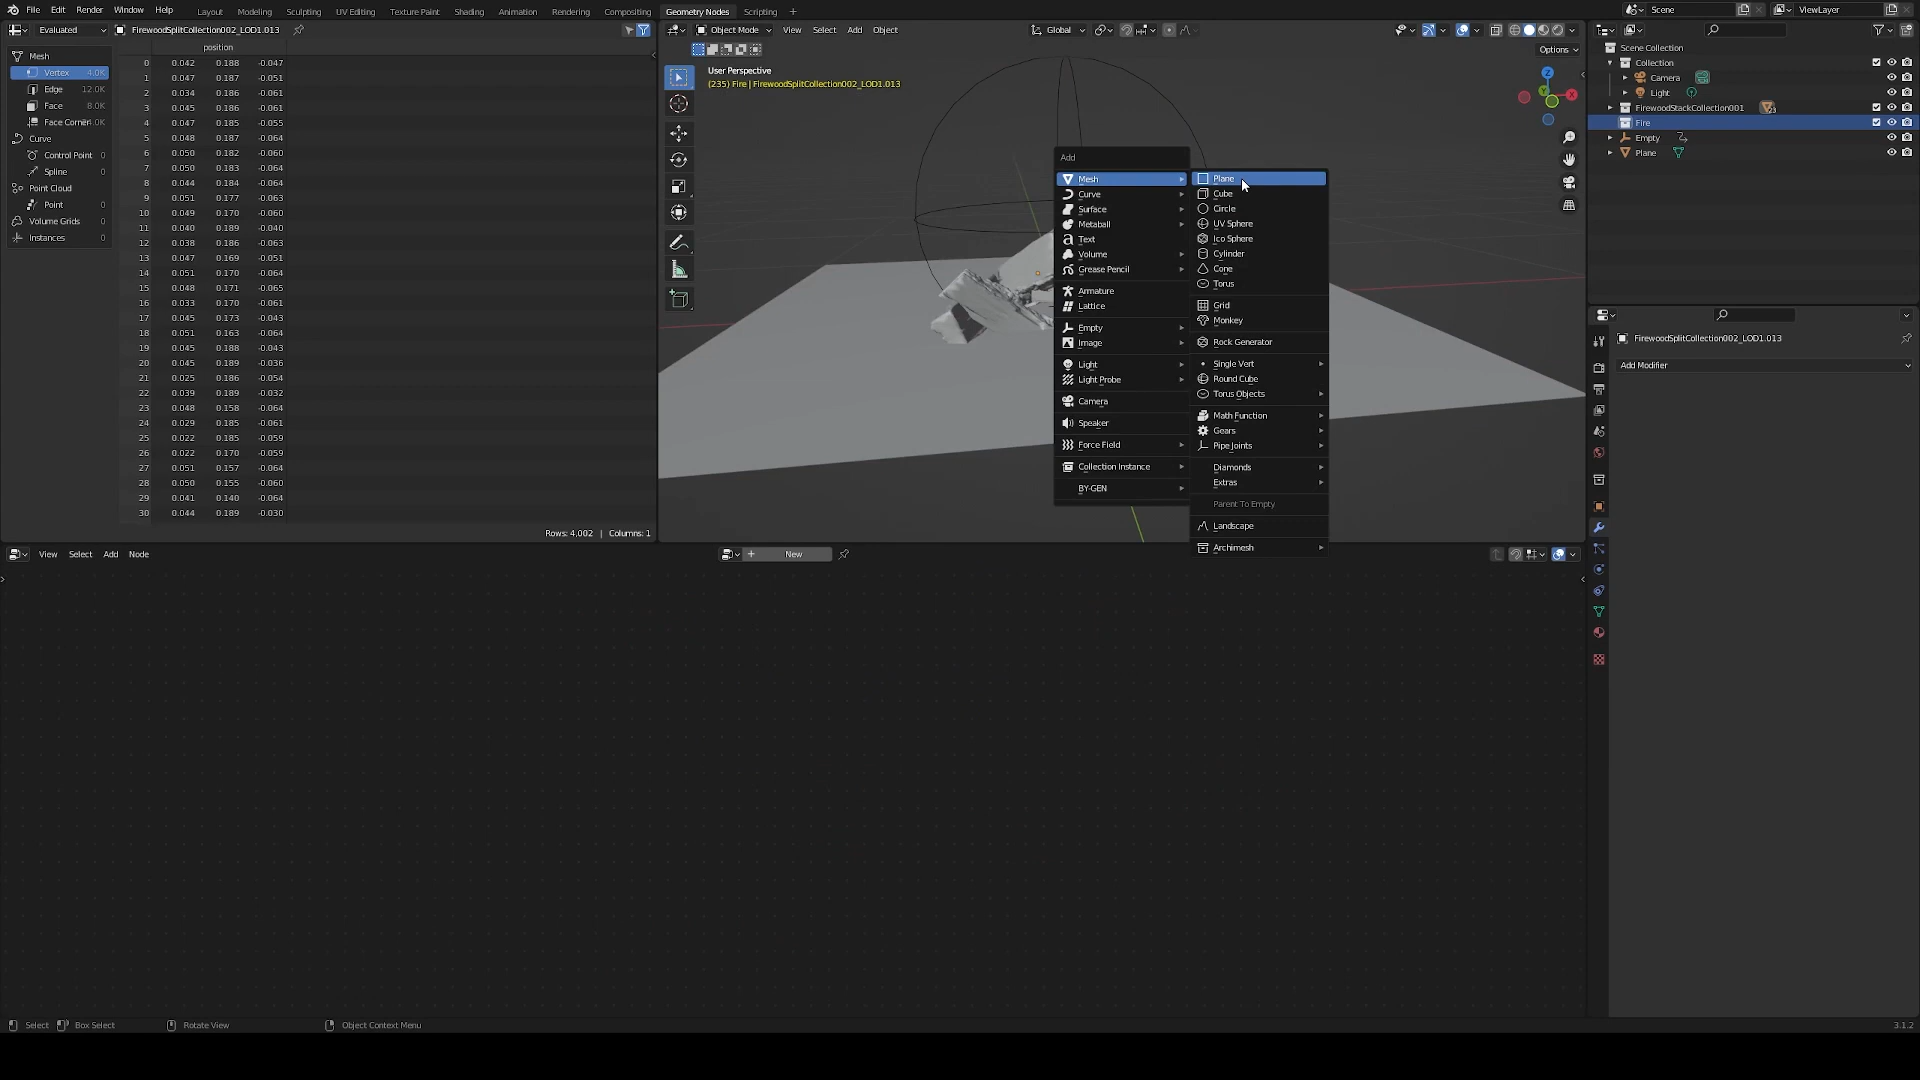 File Edit Render Window Help Layout Modeling Sculpting UV Editing Texture Paint Shading Animation Rendering Compositing Geometry Nodes Scripting + Scene ViewLayer
Evaluated FirewoodSplitCollection002_LOD1.013
Object Mode View Select Add Object Global
Options
position
Mesh
Vertex 4.0K
Edge 12.0K
Face 8.0K
Face Corner
Curve
Control Point 0
Spline 0
Point Cloud
Point 0
Volume Grids 0
Instances 0
0 0.042 0.188 -0.047
1 0.047 0.187 -0.051
2 0.034 0.186 -0.061
3 0.045 0.186 -0.061
4 0.047 0.185 -0.055
5 0.048 0.187 -0.064
6 0.050 0.182 -0.060
7 0.050 0.183 -0.064
8 0.044 0.184 -0.064
9 0.051 0.177 -0.063
10 0.049 0.170 -0.060
11 0.040 0.189 -0.040
12 0.038 0.186 -0.063
13 0.047 0.169 -0.051
14 0.051 0.170 -0.064
15 0.048 0.171 -0.065
16 0.033 0.170 -0.061
17 0.045 0.173 -0.043
18 0.051 0.163 -0.064
19 0.045 0.188 -0.043
20 0.045 0.189 -0.036
21 0.025 0.186 -0.054
22 0.039 0.189 -0.032
23 0.048 0.158 -0.064
24 0.029 0.185 -0.061
25 0.022 0.185 -0.059
26 0.022 0.170 -0.059
27 0.051 0.157 -0.064
28 0.050 0.155 -0.060
29 0.041 0.140 -0.064
30 0.044 0.189 -0.030
Rows: 4,002 | Columns: 1
User Perspective
(235) Fire | FirewoodSplitCollection002_LOD1.013
Z
X
Y
Add
Mesh
Curve
Surface
Metaball
Text
Volume
Grease Pencil
Armature
Lattice
Empty
Image
Light
Light Probe
Camera
Speaker
Force Field
Collection Instance
BY-GEN
Plane
Cube
Circle
UV Sphere
Ico Sphere
Cylinder
Cone
Torus
Grid
Monkey
Rock Generator
Single Vert
Round Cube
Torus Objects
Math Function
Gears
Pipe Joints
Diamonds
Extras
Parent To Empty
Landscape
Archimesh
Scene Collection
Collection
Camera
Light
FirewoodStackCollection001
Fire
Empty
Plane
FirewoodSplitCollection002_LOD1.013
Add Modifier
View Select Add Node
+ New
Select Box Select Rotate View Object Context Menu 3.1.2